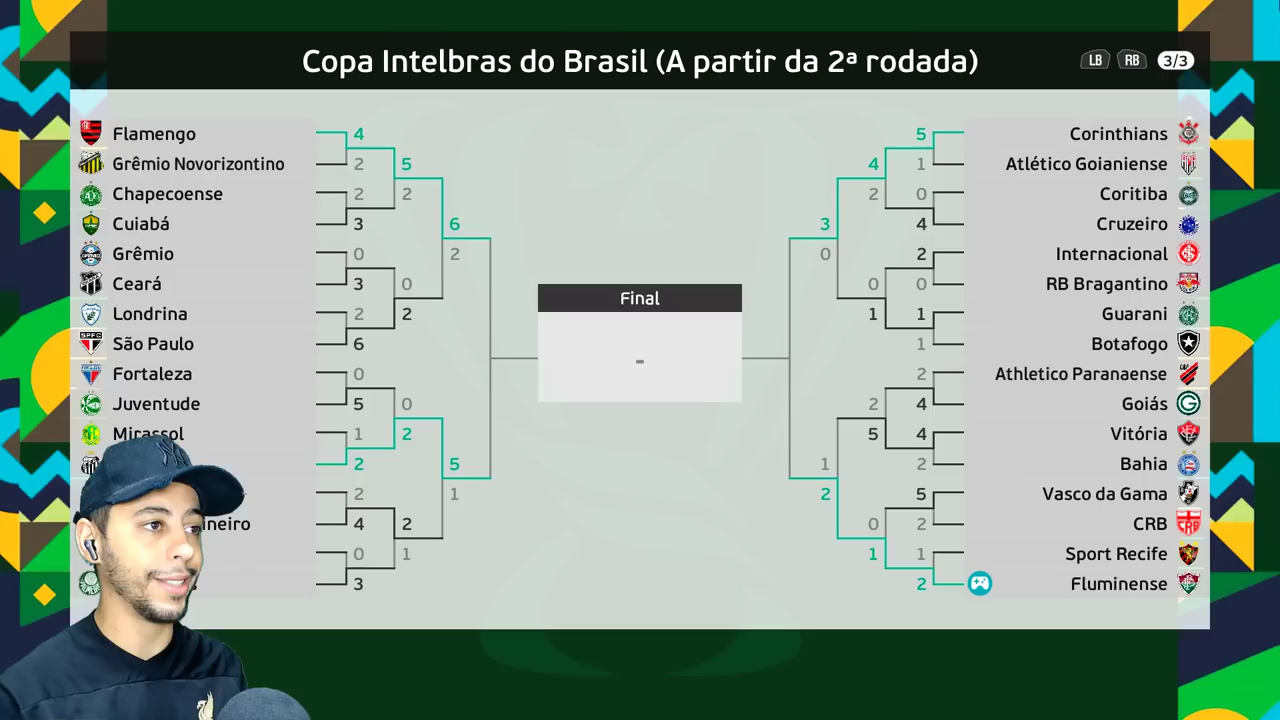 Copa Intelbras do Brasil (A partir da 2ª rodada)
LB RB 3/3
Flamengo 4
Grêmio Novorizontino 2
5
Chapecoense 2
2
Cuiabá 3
6
Grêmio 0
2
Ceará 3
0
Londrina 2
2
São Paulo 6
SPFC
Fortaleza 0
Juventude 5
0
Mirassol 1
2
2
5
2
1
ineiro 4
2
0
1
3
Final
-
5 Corinthians
4
1 Atlético Goianiense
2
0 Coritiba
3
4 Cruzeiro
0
2 Internacional
0
0 RB Bragantino
1
1 Guarani
1 Botafogo
2 Athletico Paranaense
2
4 Goiás
5
4 Vitória
1
2 Bahia
2
5 Vasco da Gama
0
2 CRB
CRB
1
1 Sport Recife
2 Fluminense